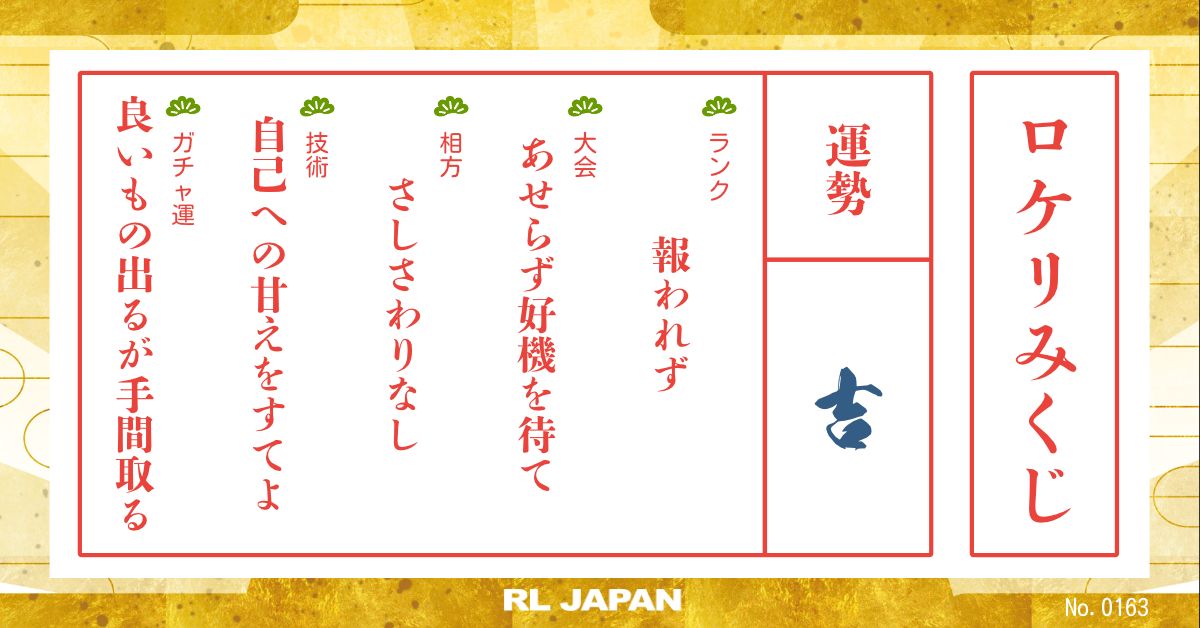 ロケリみくじ
運勢
吉
ランク
報われず
大会
あせらず好機を待て
相方
さしさわりなし
技術
自己への甘えをすてよ
ガチャ運
良いもの出るが手間取る
RL JAPAN
No. 0163